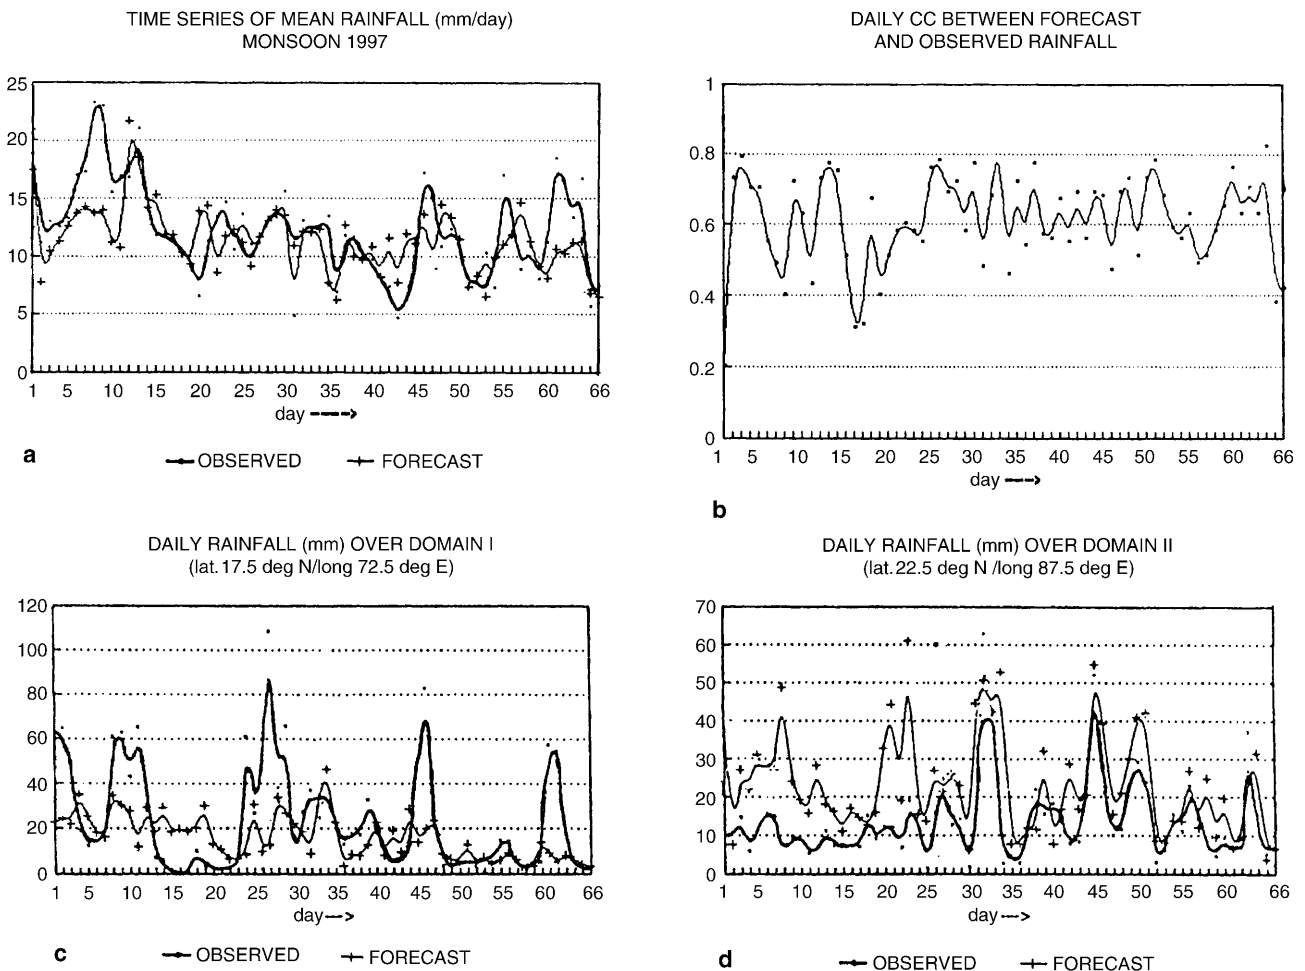 TIME SERIES OF MEAN RAINFALL (mm/day)
MONSOON 1997
25
20
15
10
5
0
1 5 10 15 20 25 30 35 40 45 50 55 60 66
day
a
OBSERVED FORECAST
DAILY CC BETWEEN FORECAST
AND OBSERVED RAINFALL
1
0.8
0.6
0.4
0.2
0
1 5 10 15 20 25 30 35 40 45 50 55 60 66
day
b
DAILY RAINFALL (mm) OVER DOMAIN I
(lat.17.5 deg N/long 72.5 deg E)
120
100
80
60
40
20
0
1 5 10 15 20 25 30 35 40 45 50 55 60 66
day
c
OBSERVED FORECAST
DAILY RAINFALL (mm) OVER DOMAIN II
(lat.22.5 deg N /long 87.5 deg E)
70
60
50
40
30
20
10
0
1 5 10 15 20 25 30 35 40 45 50 55 60 66
day
d
OBSERVED FORECAST